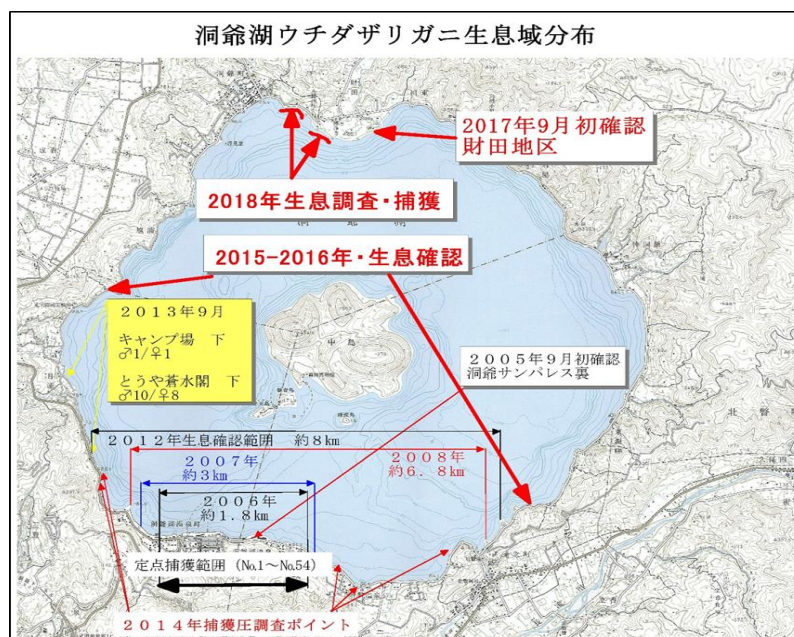 洞爺湖ウチダザリガニ生息域分布
2017年9月初確認
財田地区
2018年生息調査・捕獲
2015-2016年・生息確認
2013年9月
キャンプ場 下
♂1/♀1
とうや蒼水閣 下
♂10/♀8
中島
2005年9月初確認
洞爺サンパレス裏
2012年生息確認範囲 約8km
2007年
約3km
2008年
約6.8km
2006年
約1.8km
定点捕獲範囲(No.1～No.54)
2014年捕獲圧調査ポイント